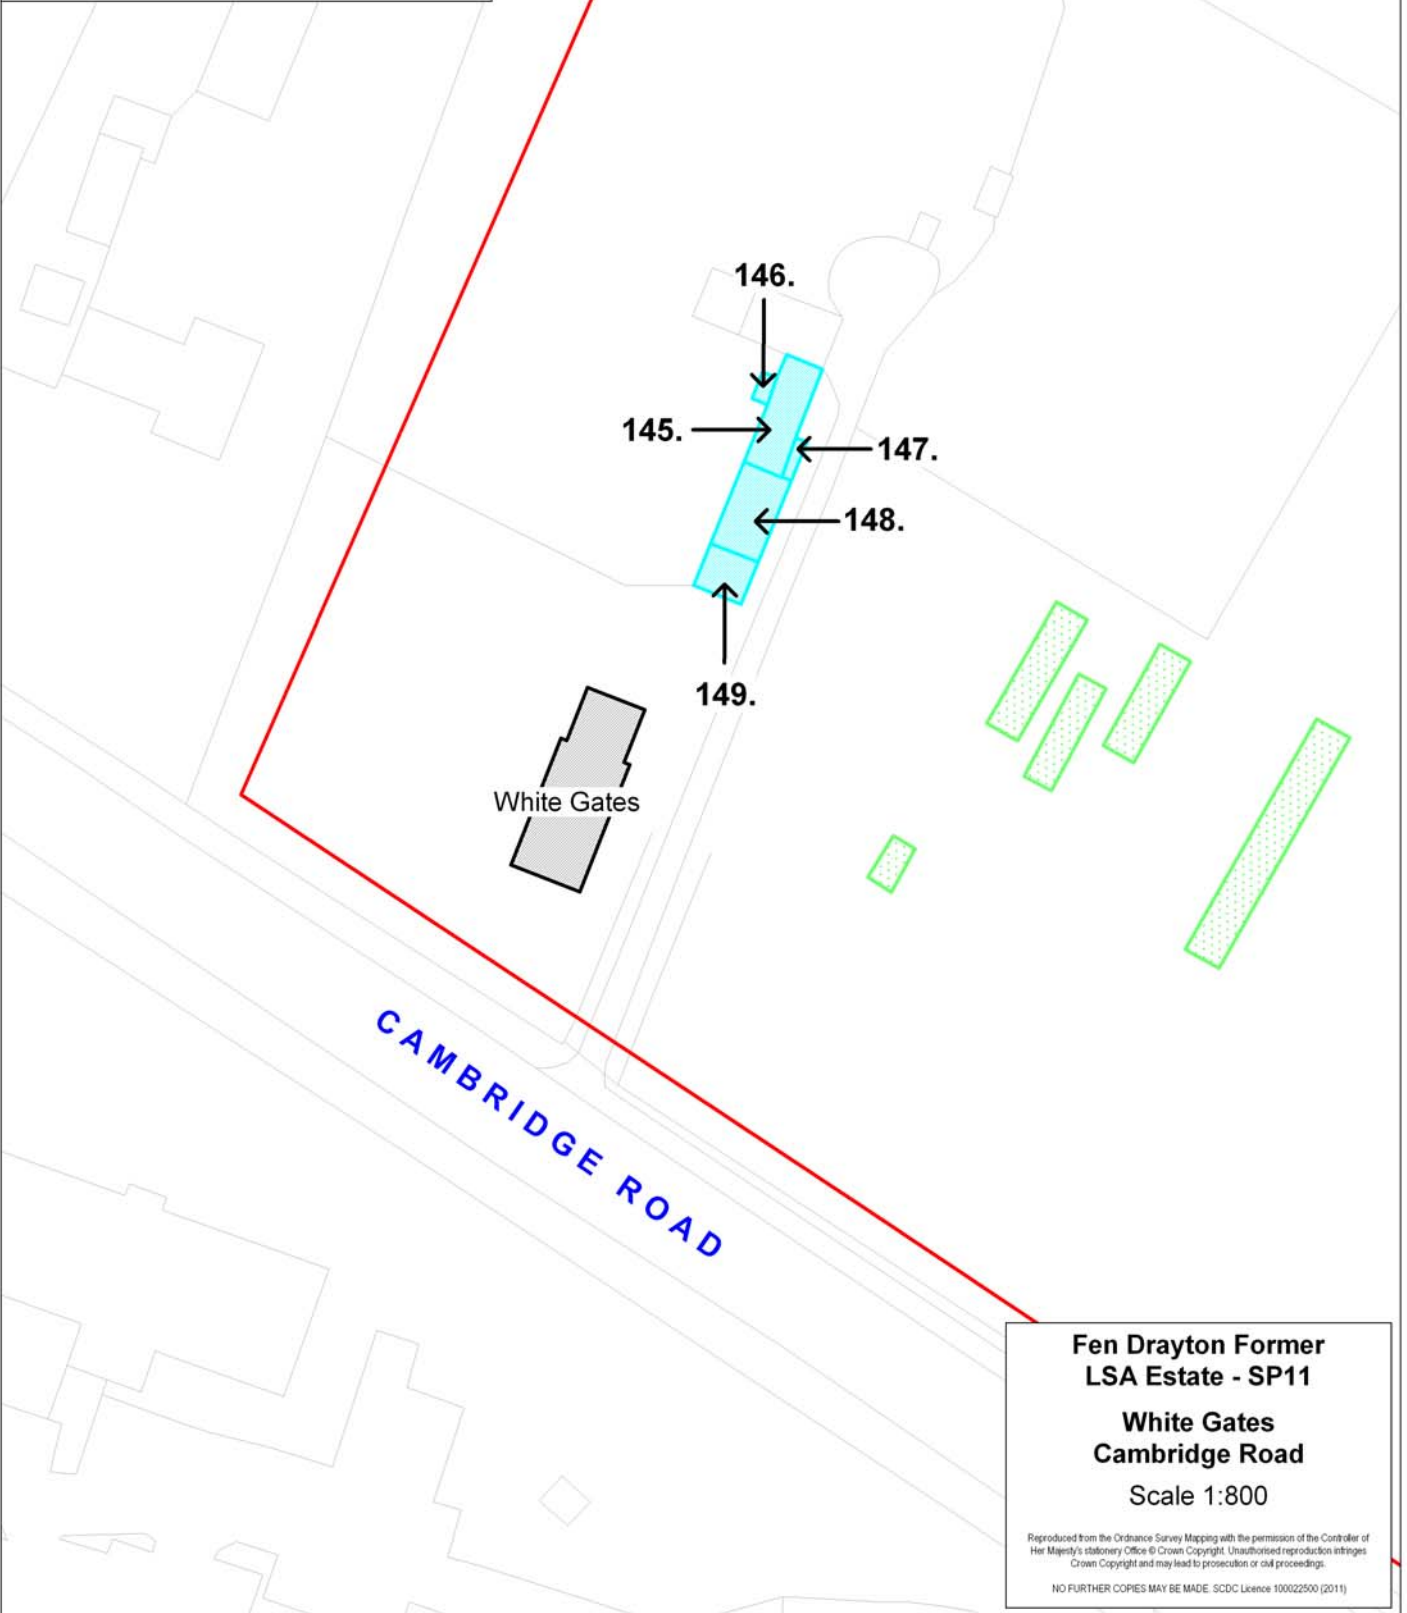 146.
145.
147.
148.
149.
White Gates
CAMBRIDGE ROAD
Fen Drayton Former
LSA Estate - SP11
White Gates
Cambridge Road
Scale 1:800
Reproduced from the Ordnance Survey Mapping with the permission of the Controller of
Her Majesty's stationery Office © Crown Copyright. Unauthorised reproduction infringes
Crown Copyright and may lead to prosecution or civil proceedings.
NO FURTHER COPIES MAY BE MADE. SCDC Licence 100022500 (2011)